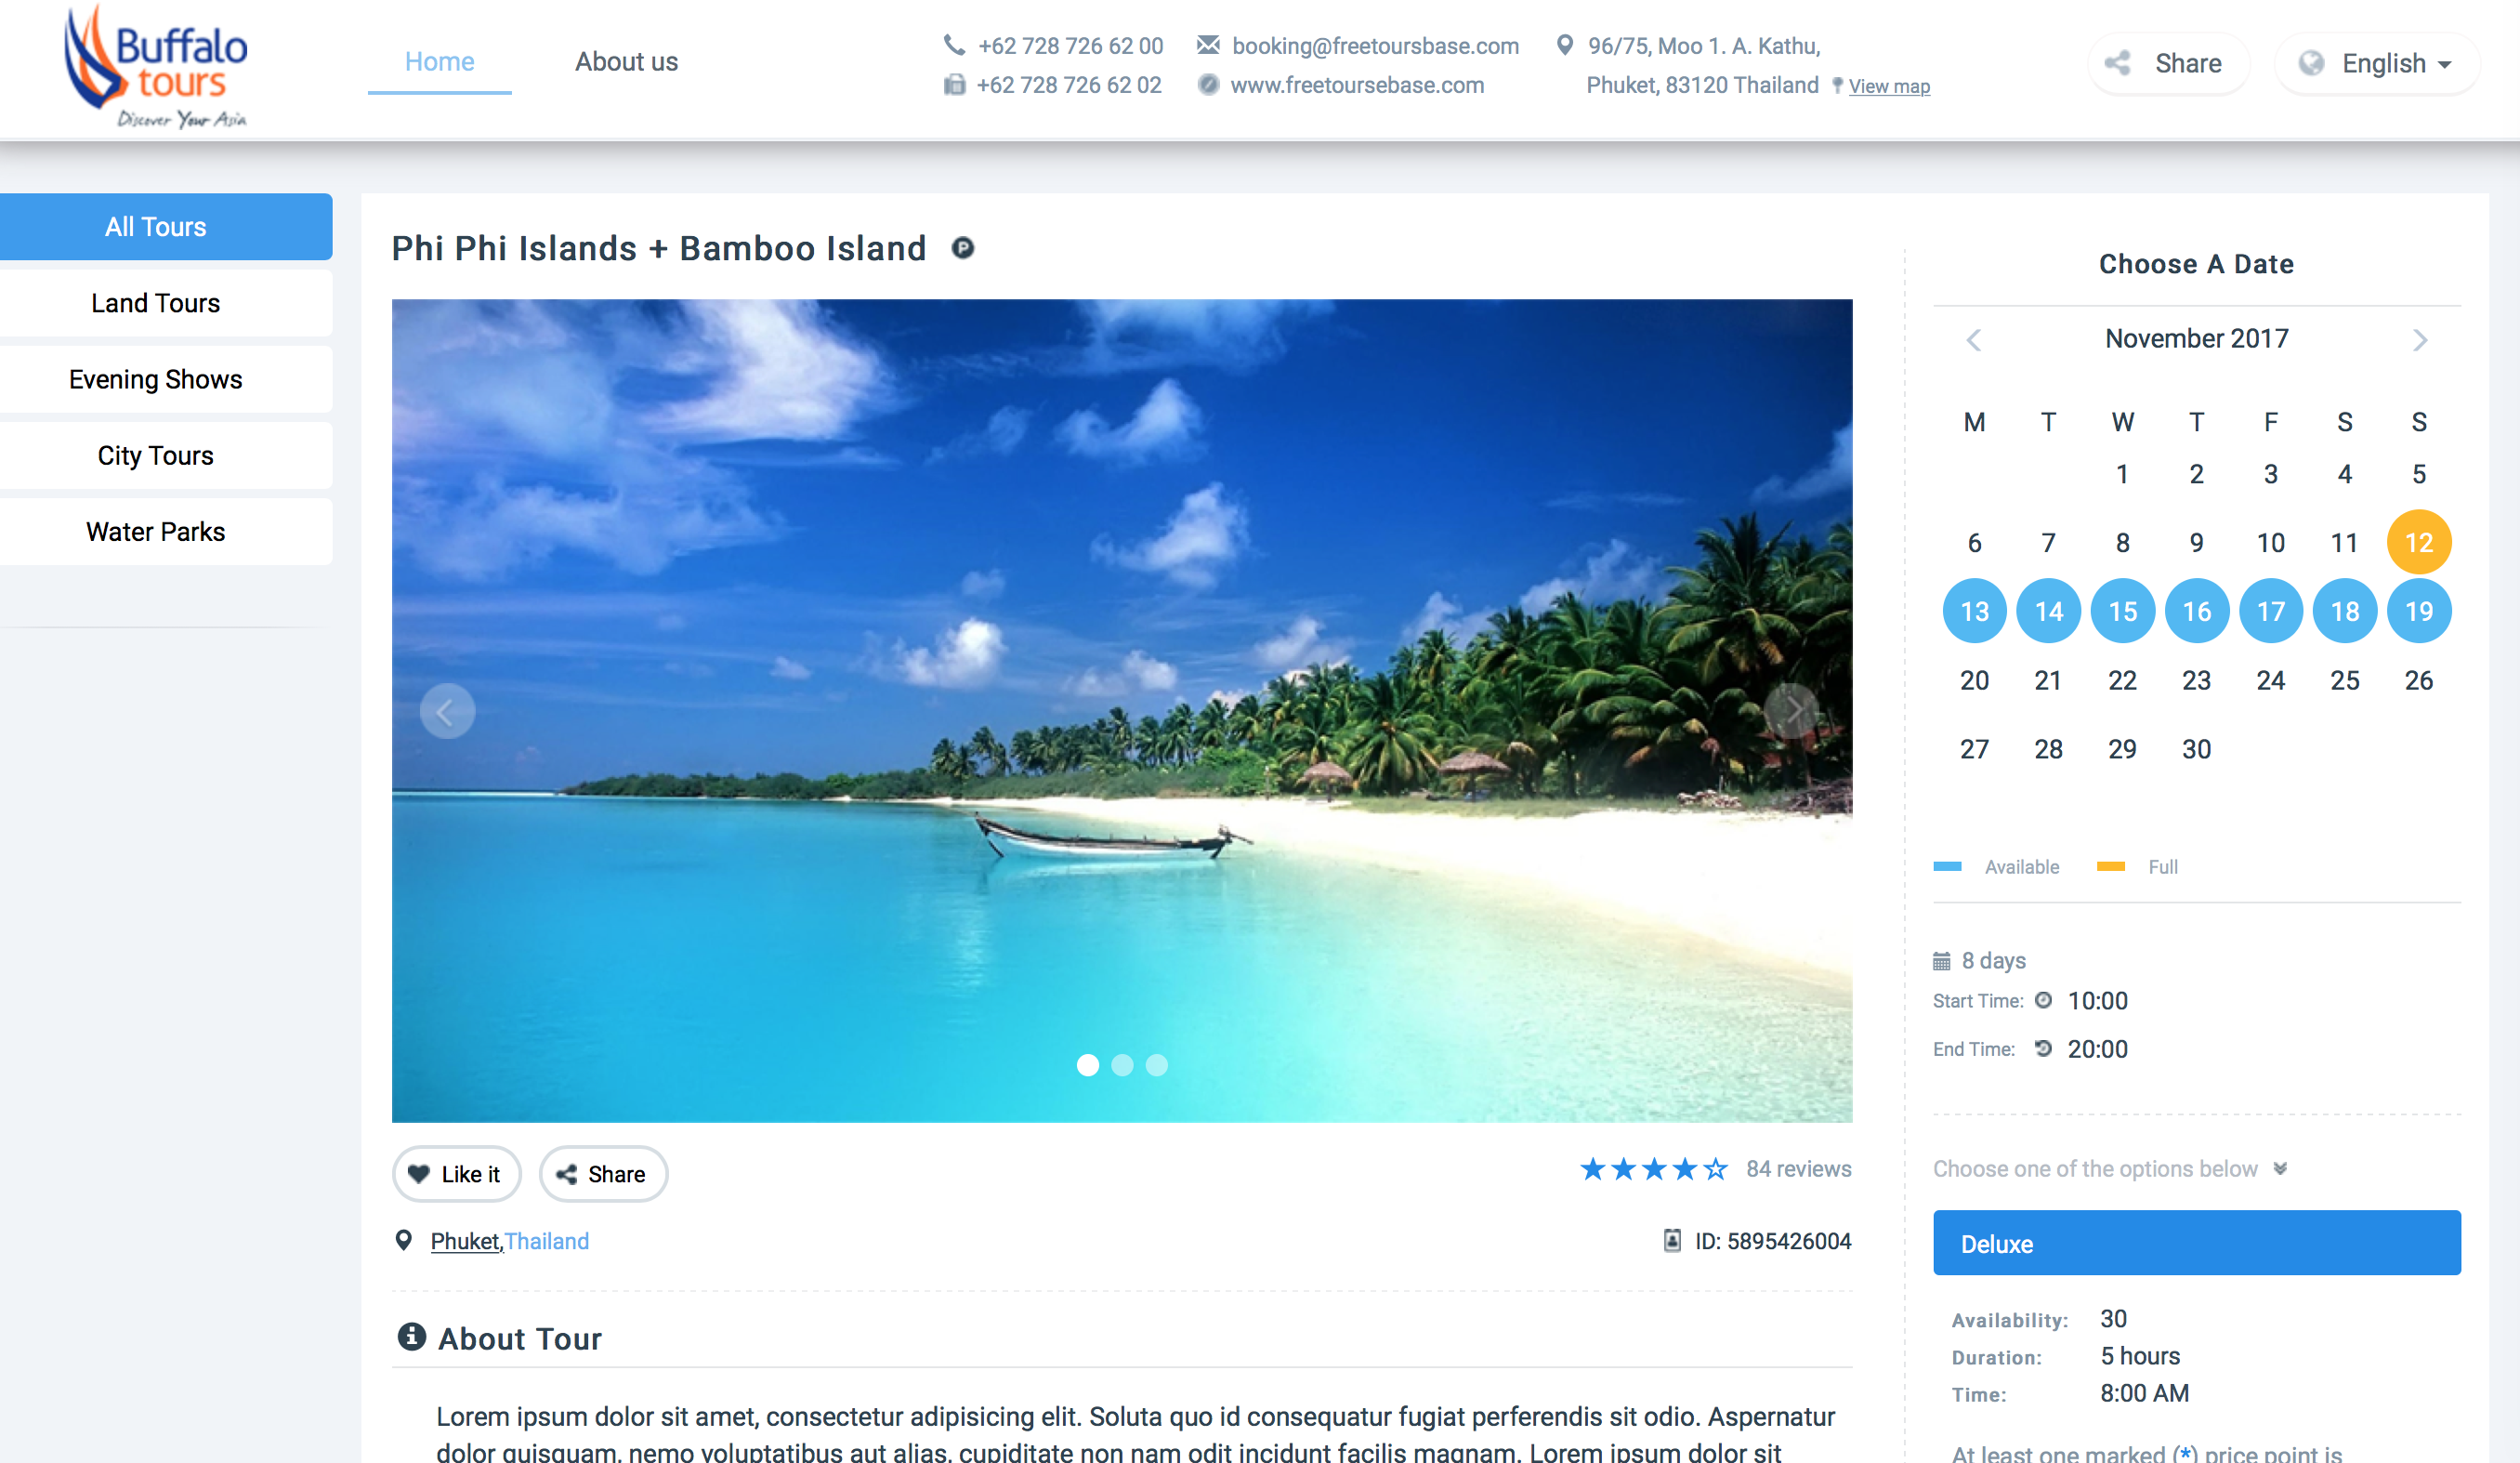 Buffalo
tours
Discover Your Asia
Home
About us
+62 728 726 62 00
+62 728 726 62 02
booking@freetoursbase.com
www.freetoursebase.com
96/75, Moo 1. A. Kathu,
Phuket, 83120 Thailand View map
Share
English
All Tours
Land Tours
Evening Shows
City Tours
Water Parks
Phi Phi Islands + Bamboo Island P
Like it
Share
84 reviews
Phuket,Thailand
ID: 5895426004
About Tour
Lorem ipsum dolor sit amet, consectetur adipisicing elit. Soluta quo id consequatur fugiat perferendis sit odio. Aspernatur
dolor quisquam, nemo voluptatibus aut alias, cupiditate non nam odit incidunt facilis magnam. Lorem ipsum dolor sit
Choose A Date
November 2017
M T W T F S S
1 2 3 4 5
6 7 8 9 10 11 12
13 14 15 16 17 18 19
20 21 22 23 24 25 26
27 28 29 30
Available Full
8 days
Start Time: 10:00
End Time: 20:00
Choose one of the options below
Deluxe
Availability: 30
Duration: 5 hours
Time: 8:00 AM
At least one marked (*) price point is